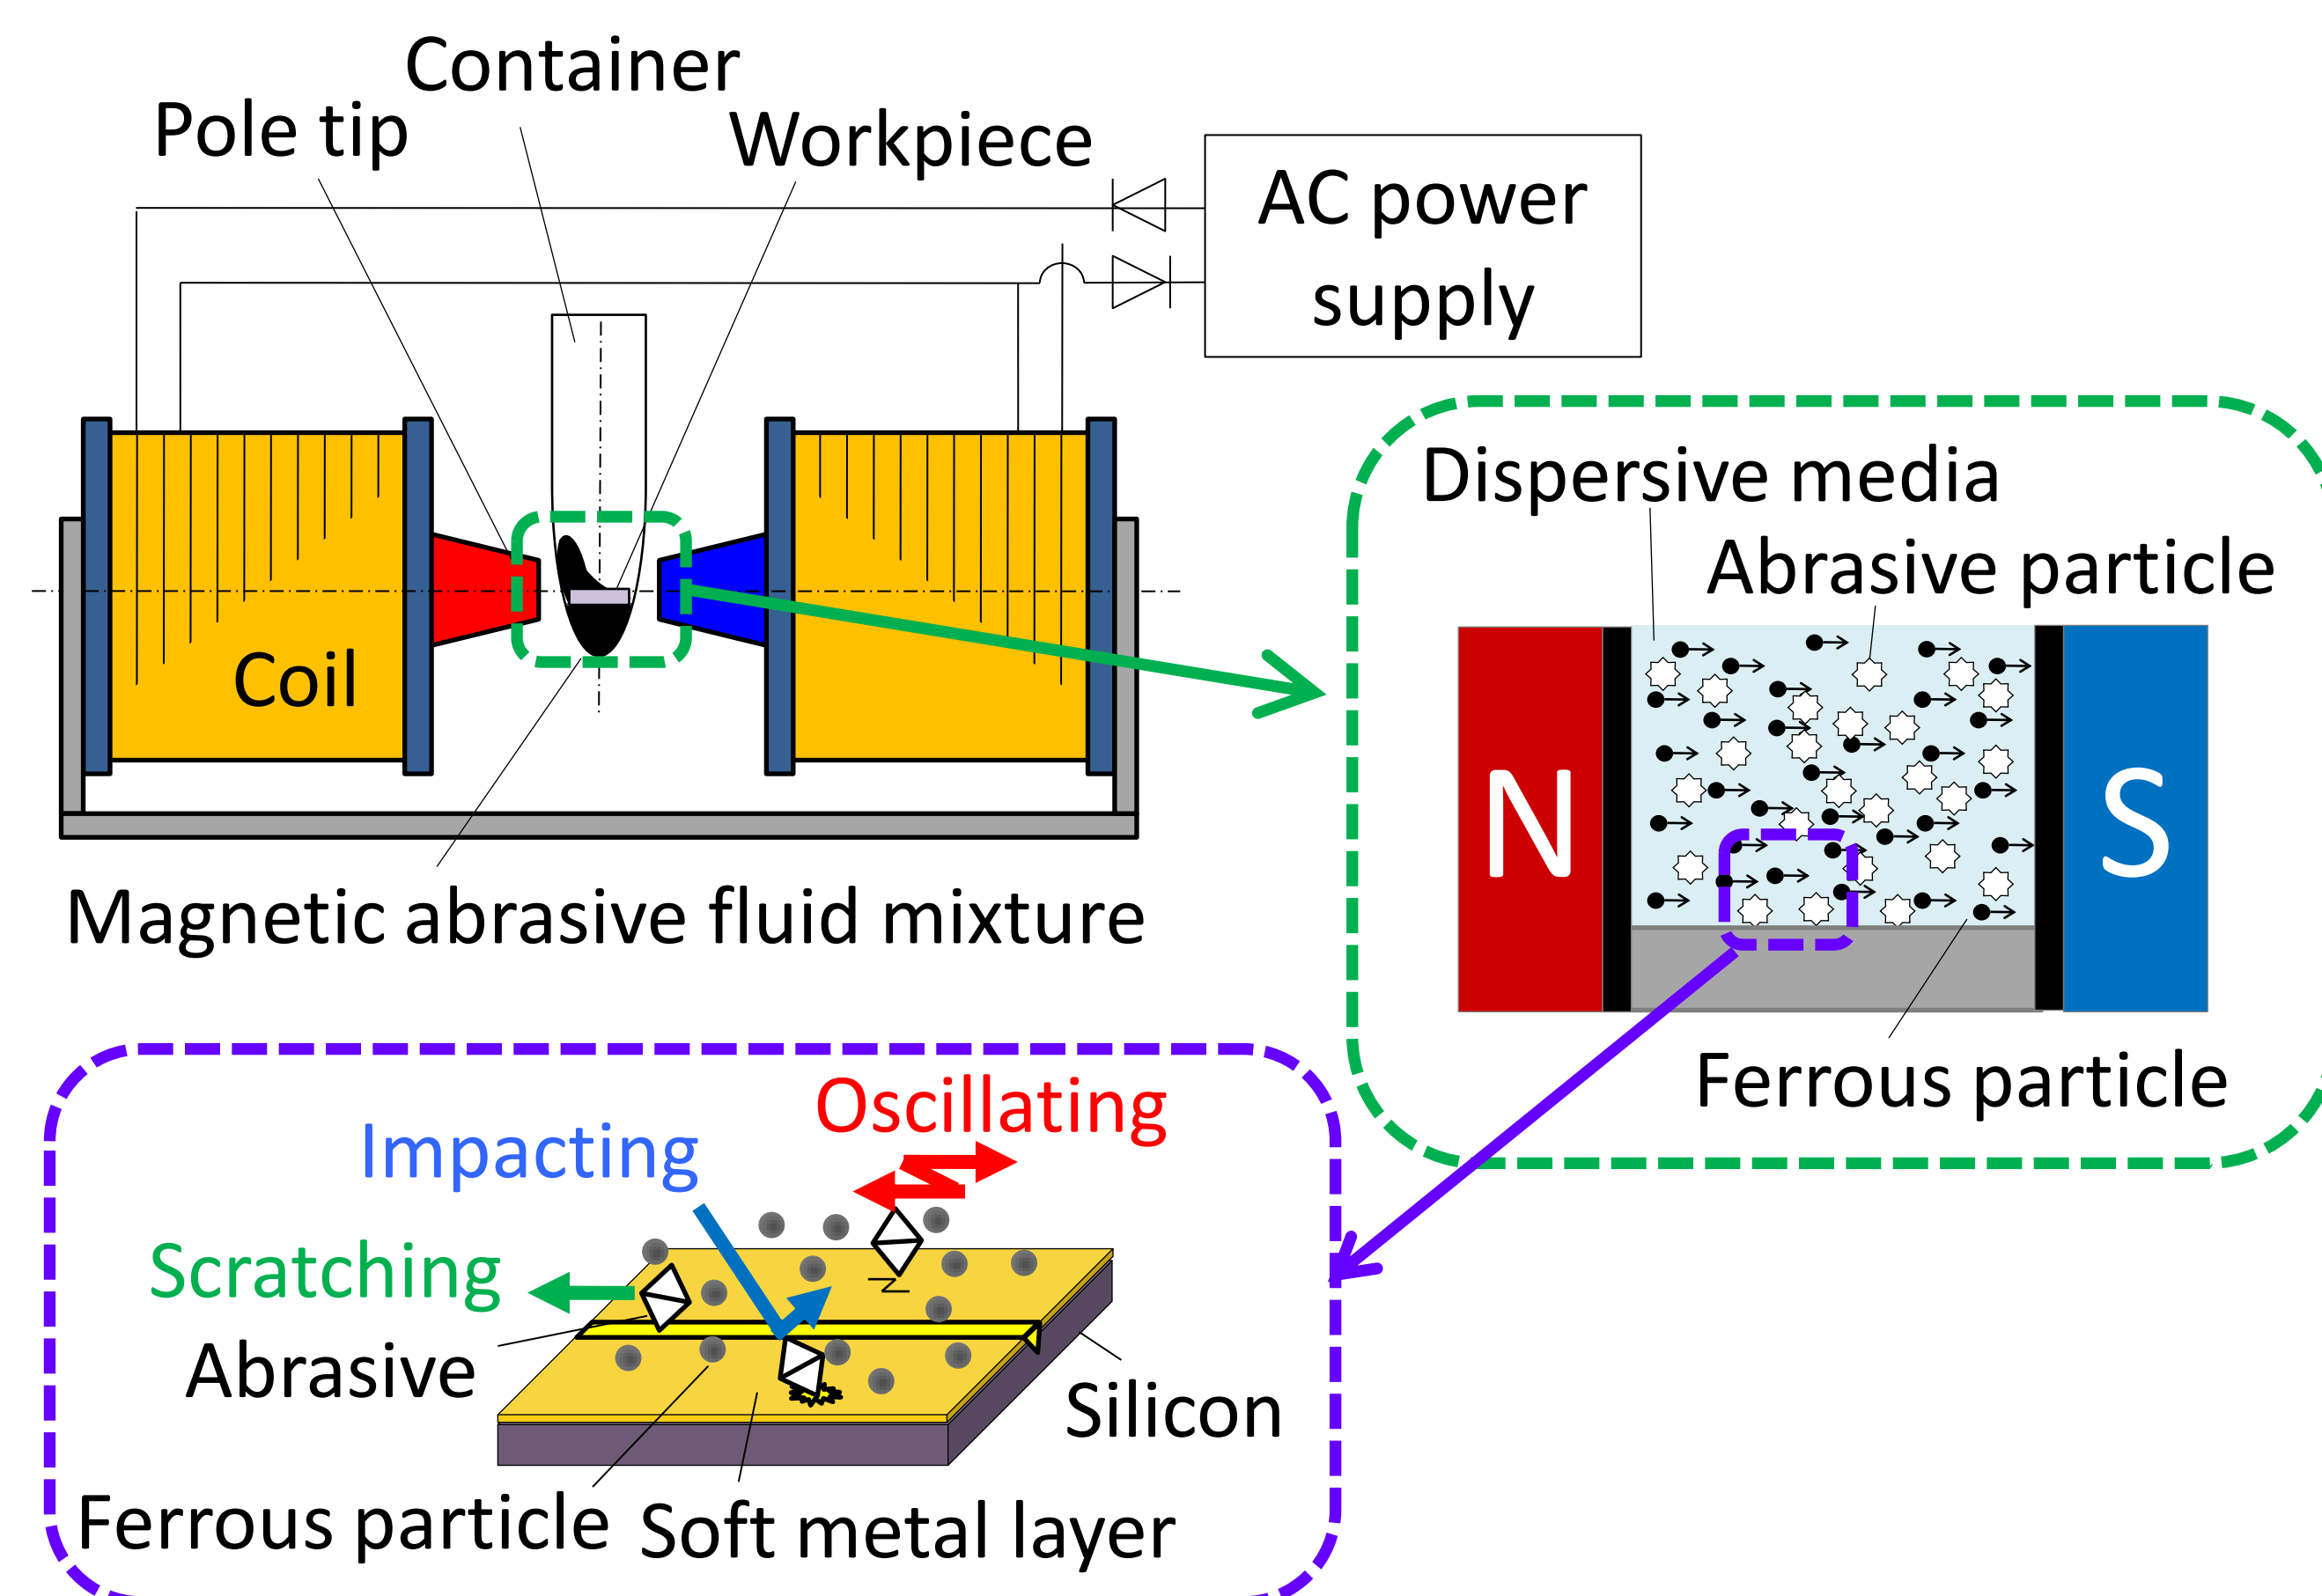 Container
Pole tip
Workpiece
AC power
supply
Coil
Magnetic abrasive fluid mixture
Dispersive media
Abrasive particle
N
S
Ferrous particle
Oscillating
Impacting
Scratching
Abrasive
Silicon
Ferrous particle
Soft metal layer